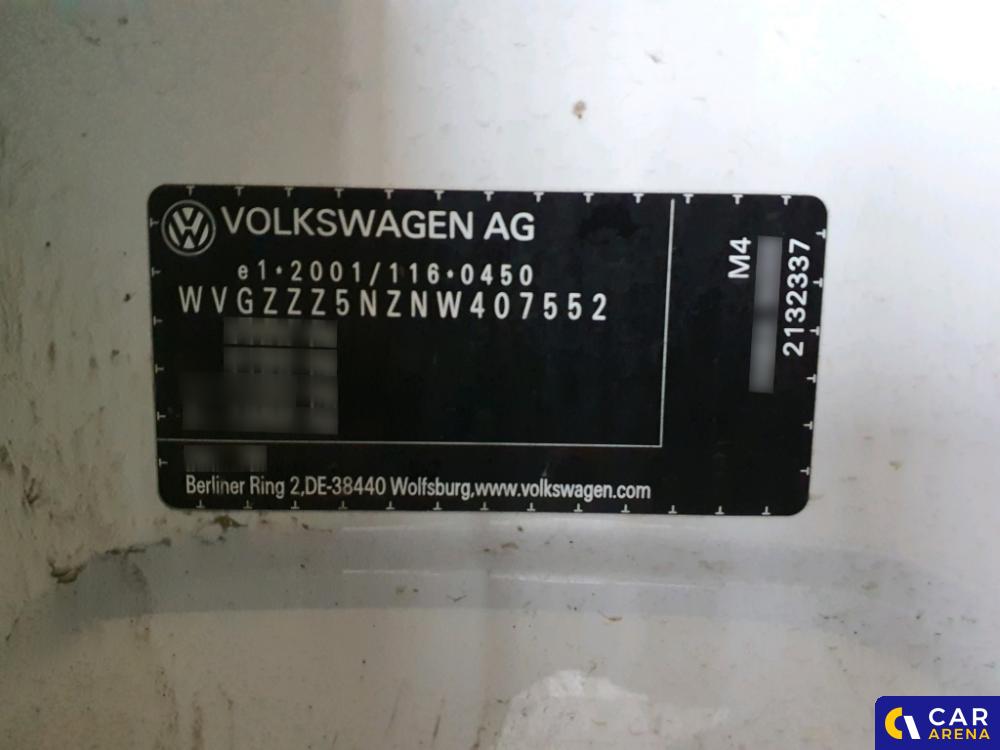 VOLKSWAGEN AG
e1*2001/116*0450
WVGZZZ5NZNW407552
M4
2132337
Berliner Ring 2,DE-38440 Wolfsburg,www.volkswagen.com
CAR
ARENA